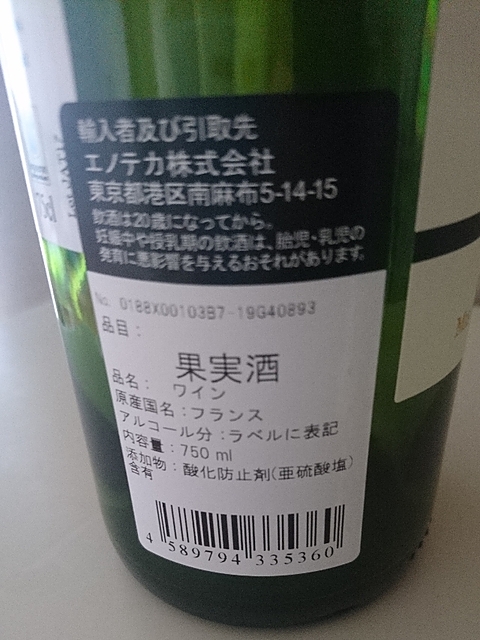 輸入者及び引取先
エノテカ株式会社
東京都港区南麻布5-14-15
飲酒は20歳になってから。
妊娠中や授乳期の飲酒は、胎児・乳児の
発育に悪影響を与えるおそれがあります。
No. 0188X00103B7-19G40893
品目：
果実酒
品名： ワイン
原産国名：フランス
アルコール分：ラベルに表記
内容量：750 ml
添加物：酸化防止剤(亜硫酸塩)
含有
4 589794 335360